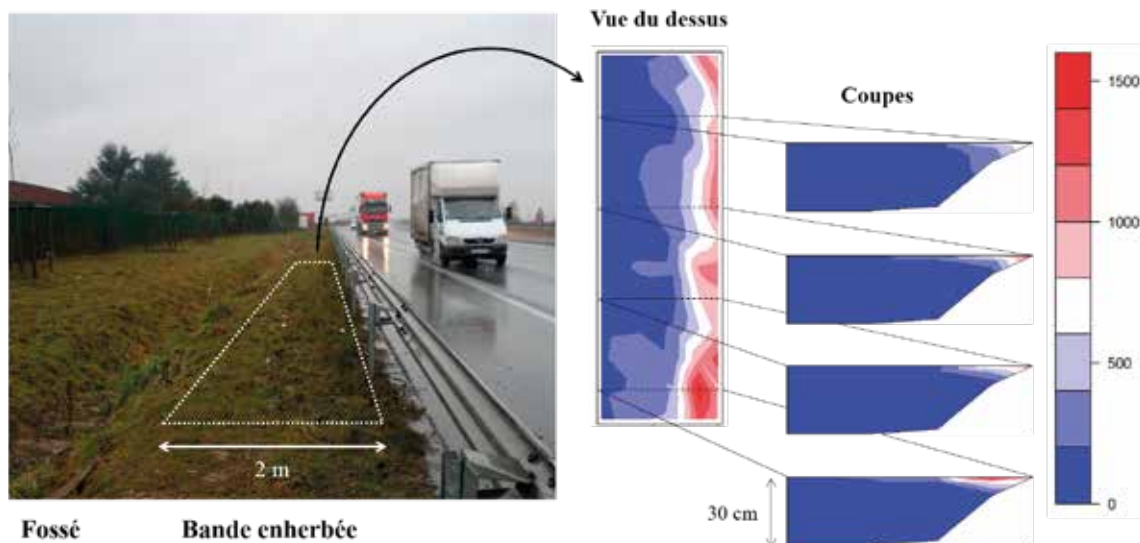 Vue du dessus
Coupes
1500
1000
500
0
2 m
30 cm
Fossé
Bande enherbée